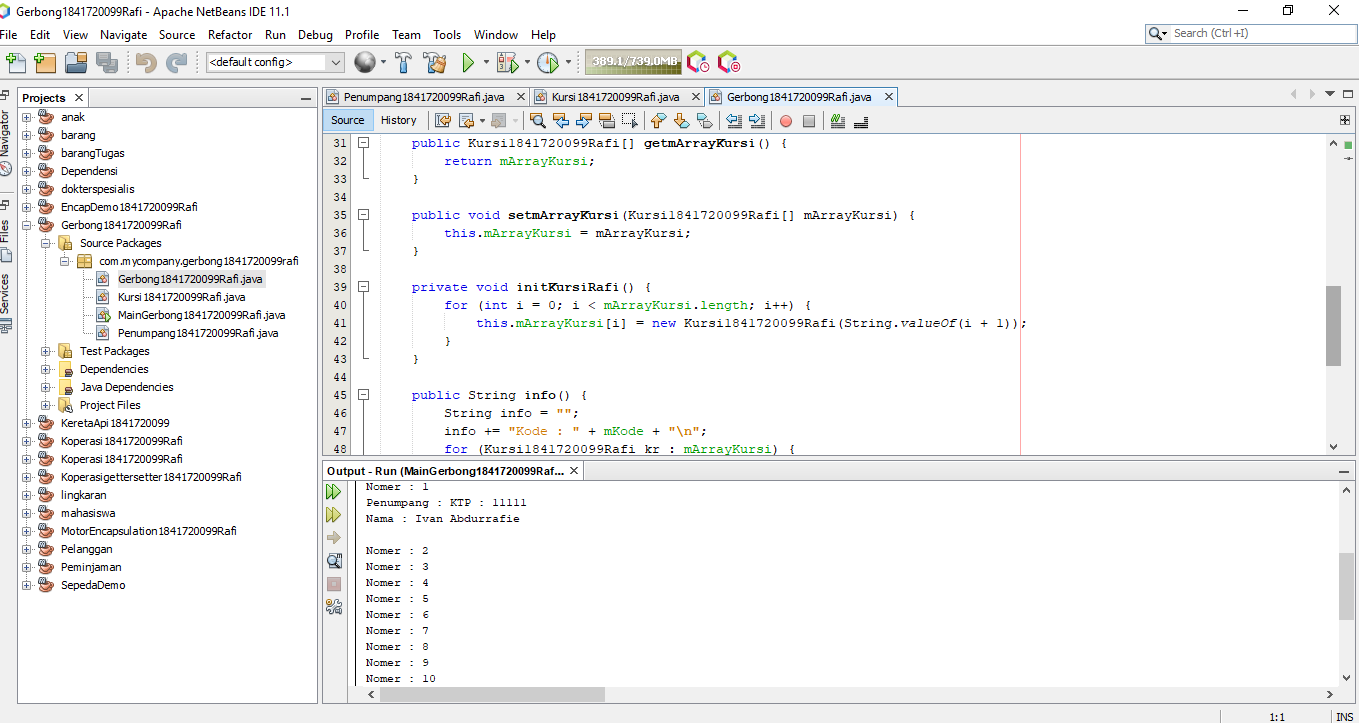 Gerbong1841720099Rafi - Apache NetBeans IDE 11.1
File Edit View Navigate Source Refactor Run Debug Profile Team Tools Window Help
Search (Ctrl+I)
<default config>
389.1/739.0MB
Projects
Navigator
Files
Services
anak
barang
barangTugas
Dependensi
dokterspesialis
EncapDemo1841720099Rafi
Gerbong1841720099Rafi
Source Packages
com.mycompany.gerbong1841720099rafi
Gerbong1841720099Rafi.java
Kursi1841720099Rafi.java
MainGerbong1841720099Rafi.java
Penumpang1841720099Rafi.java
Test Packages
Dependencies
Java Dependencies
Project Files
KeretaApi1841720099
Koperasi1841720099Rafi
Koperasi1841720099Rafi
Koperasigettersetter1841720099Rafi
lingkaran
mahasiswa
MotorEncapsulation1841720099Rafi
Pelanggan
Peminjaman
SepedaDemo
Penumpang1841720099Rafi.java Kursi1841720099Rafi.java Gerbong1841720099Rafi.java
Source History
31 public Kursi1841720099Rafi[] getmArrayKursi() {
32 return mArrayKursi;
33 }
34
35 public void setmArrayKursi(Kursi1841720099Rafi[] mArrayKursi) {
36 this.mArrayKursi = mArrayKursi;
37 }
38
39 private void initKursiRafi() {
40 for (int i = 0; i < mArrayKursi.length; i++) {
41 this.mArrayKursi[i] = new Kursi1841720099Rafi(String.valueOf(i + 1));
42 }
43 }
44
45 public String info() {
46 String info = "";
47 info += "Kode : " + mKode + "\n";
48 for (Kursi1841720099Rafi kr : mArrayKursi) {
Output - Run (MainGerbong1841720099Raf...
Nomer : 1
Penumpang : KTP : 11111
Nama : Ivan Abdurrafie
Nomer : 2
Nomer : 3
Nomer : 4
Nomer : 5
Nomer : 6
Nomer : 7
Nomer : 8
Nomer : 9
Nomer : 10
1:1 INS